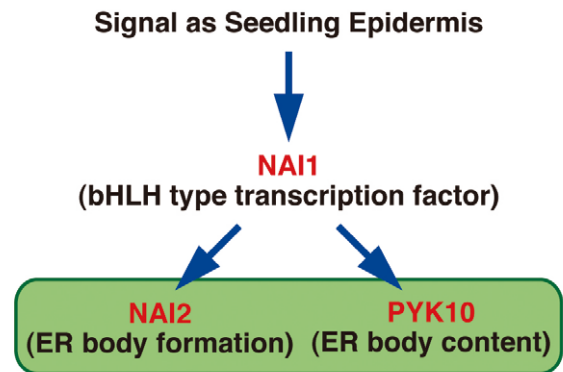 Signal as Seedling Epidermis
NAI1
(bHLH type transcription factor)
NAI2 PYK10
(ER body formation) (ER body content)